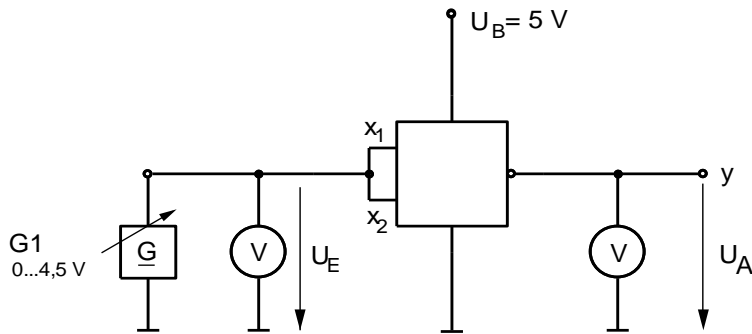 U_B = 5 V
x_1
x_2
y
G1
0...4,5 V
G
V
U_E
V
U_A